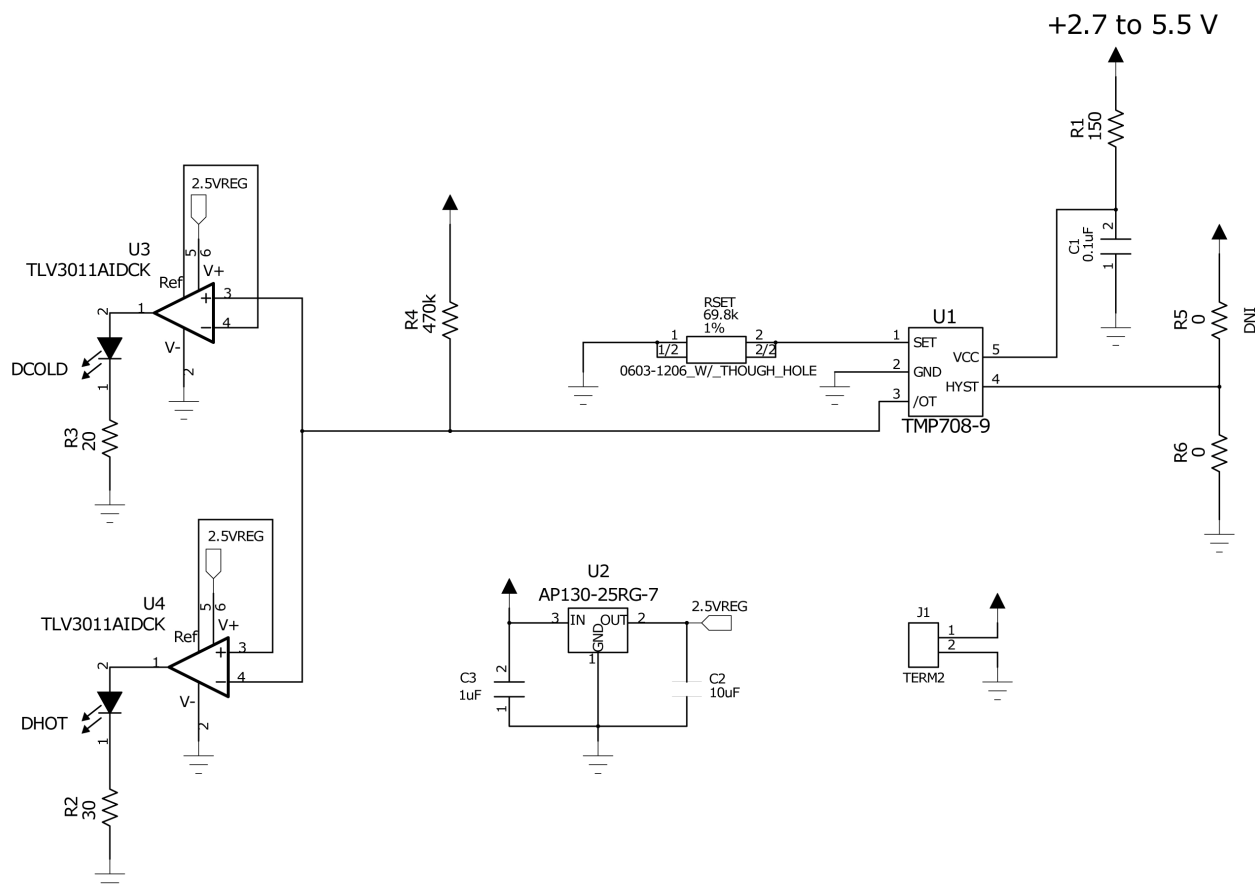 +2.7 to 5.5 V
R1
150
2
C1
0.1uF
1
2.5VREG
U3
TLV3011AIDCK
5
6
V+
Ref
+
3
-
4
1
V-
2
2
DCOLD
1
R3
20
R4
470k
RSET
69.8k
1%
1
2
1/2
2/2
0603-1206_W/_THOUGH_HOLE
U1
1
SET
VCC
5
2
GND
HYST
4
3
/OT
TMP708-9
R5
0
DNI
R6
0
2.5VREG
U4
TLV3011AIDCK
5
6
V+
Ref
+
3
-
4
1
V-
2
2
DHOT
1
R2
30
U2
AP130-25RG-7
3
IN
OUT
2
GND
1
2.5VREG
C3
1uF
2
1
C2
10uF
J1
1
2
TERM2